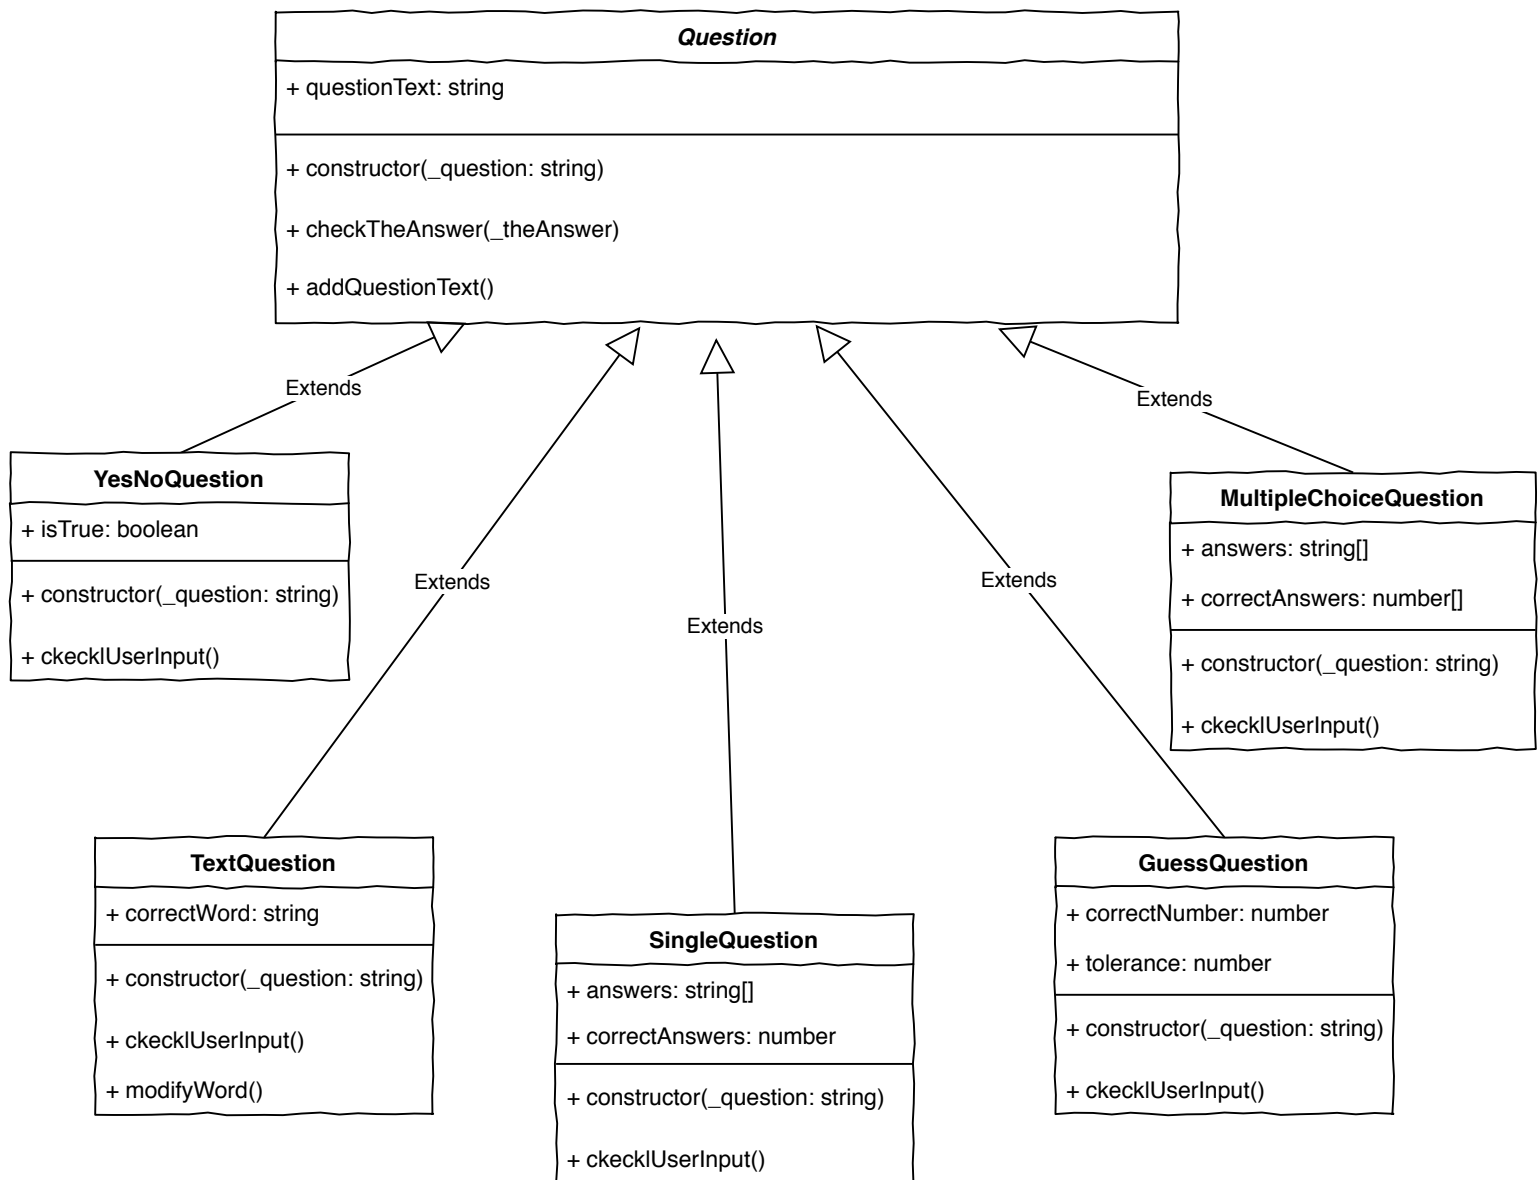 Question
+ questionText: string
+ constructor(_question: string)
+ checkTheAnswer(_theAnswer)
+ addQuestionText()
Extends
Extends
YesNoQuestion
+ isTrue: boolean
+ constructor(_question: string)
+ ckecklUserInput()
MultipleChoiceQuestion
+ answers: string[]
+ correctAnswers: number[]
+ constructor(_question: string)
+ ckecklUserInput()
Extends
Extends
Extends
TextQuestion
+ correctWord: string
+ constructor(_question: string)
+ ckecklUserInput()
+ modifyWord()
SingleQuestion
+ answers: string[]
+ correctAnswers: number
+ constructor(_question: string)
+ ckecklUserInput()
GuessQuestion
+ correctNumber: number
+ tolerance: number
+ constructor(_question: string)
+ ckecklUserInput()